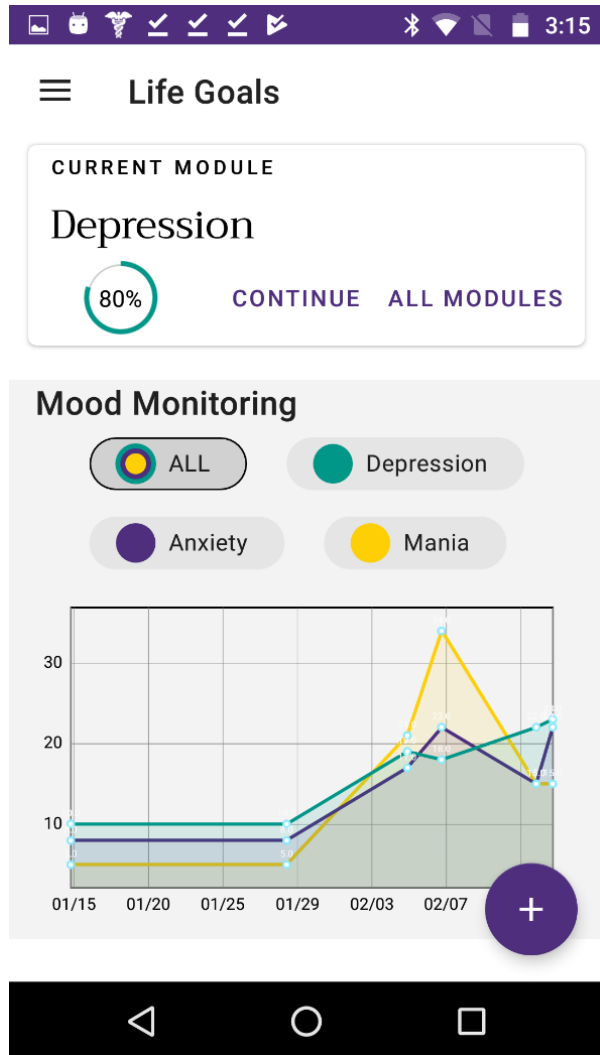 3:15
Life Goals
CURRENT MODULE
Depression
80% CONTINUE ALL MODULES
Mood Monitoring
ALL Depression
Anxiety Mania
30
20
10
01/15 01/20 01/25 01/29 02/03 02/07 +